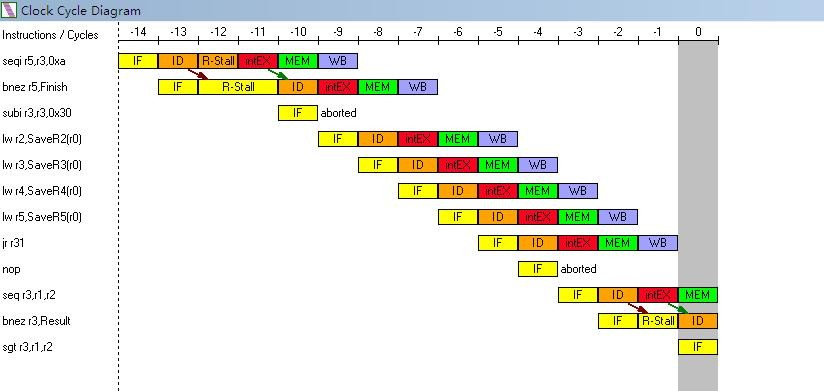 Clock Cycle Diagram
Instructions / Cycles -14 -13 -12 -11 -10 -9 -8 -7 -6 -5 -4 -3 -2 -1 0
seqi r5,r3,0xa IF ID R-Stall intEX MEM WB
bnez r5,Finish IF R-Stall ID intEX MEM WB
subi r3,r3,0x30 IF aborted
lw r2,SaveR2(r0) IF ID intEX MEM WB
lw r3,SaveR3(r0) IF ID intEX MEM WB
lw r4,SaveR4(r0) IF ID intEX MEM WB
lw r5,SaveR5(r0) IF ID intEX MEM WB
jr r31 IF ID intEX MEM WB
nop IF aborted
seq r3,r1,r2 IF ID intEX MEM
bnez r3,Result IF R-Stall ID
sgt r3,r1,r2 IF